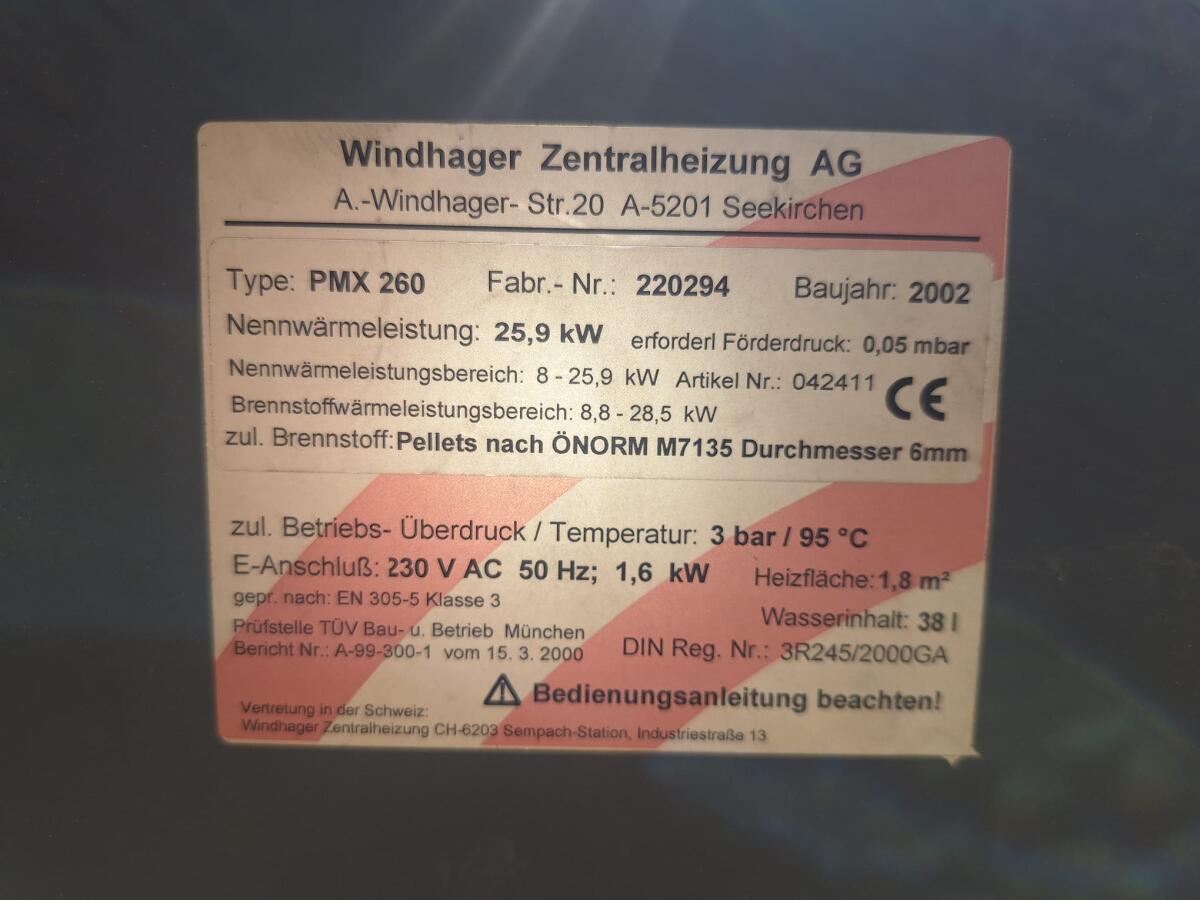 Windhager Zentralheizung AG
A.-Windhager- Str.20 A-5201 Seekirchen
Type: PMX 260 Fabr.- Nr.: 220294 Baujahr: 2002
Nennwärmeleistung: 25,9 kW erforderl Förderdruck: 0,05 mbar
Nennwärmeleistungsbereich: 8 - 25,9 kW Artikel Nr.: 042411 CE
Brennstoffwärmeleistungsbereich: 8,8 - 28,5 kW
zul. Brennstoff: Pellets nach ÖNORM M7135 Durchmesser 6mm
zul. Betriebs- Überdruck / Temperatur: 3 bar / 95 °C
E-Anschluß: 230 V AC 50 Hz; 1,6 kW Heizfläche: 1,8 m²
gepr. nach: EN 305-5 Klasse 3 Wasserinhalt: 38 l
Prüfstelle TÜV Bau- u. Betrieb München
Bericht Nr.: A-99-300-1 vom 15. 3. 2000 DIN Reg. Nr.: 3R245/2000GA
Bedienungsanleitung beachten!
Vertretung in der Schweiz:
Windhager Zentralheizung CH-6203 Sempach-Station, Industriestraße 13